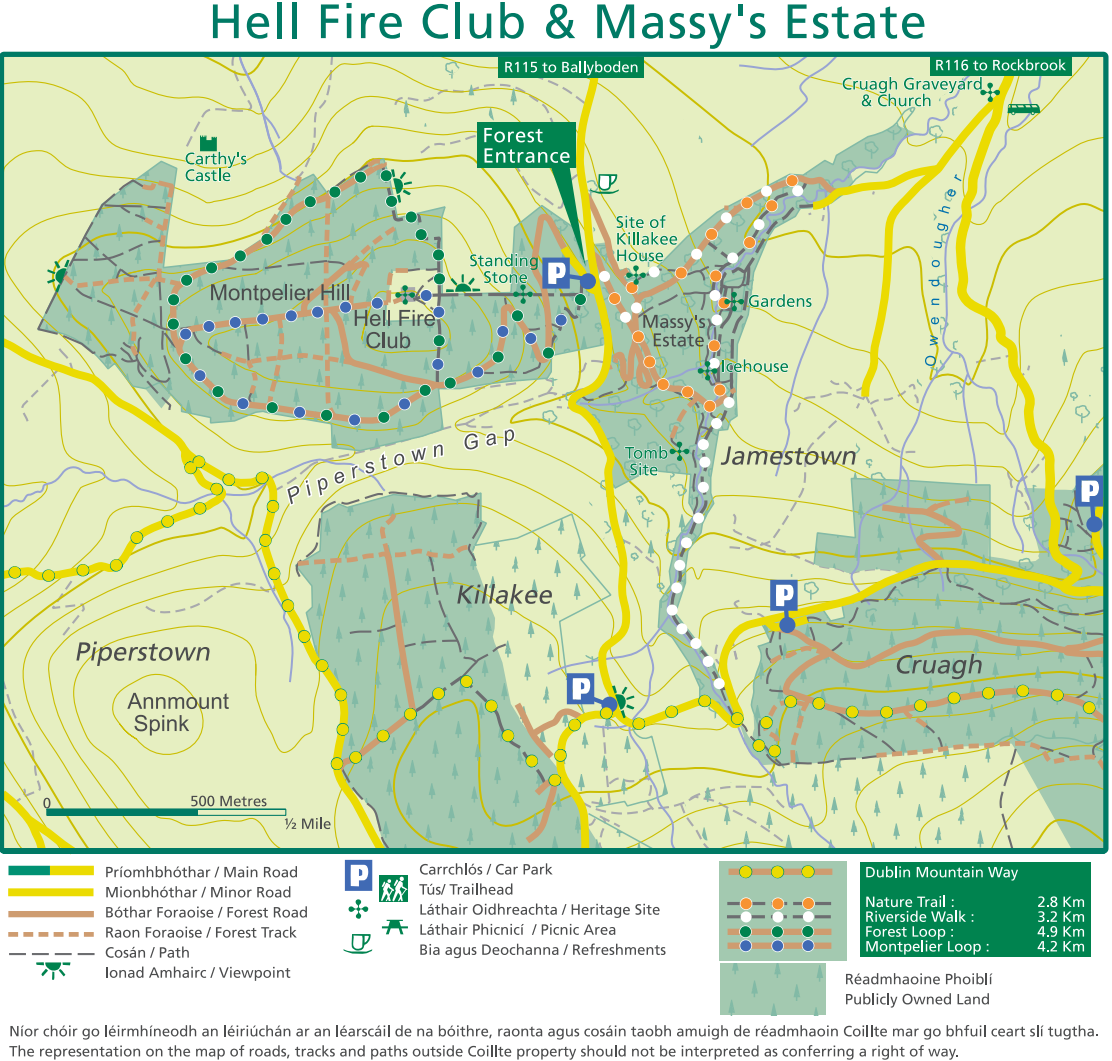 Hell Fire Club & Massy's Estate
R115 to Ballyboden
R116 to Rockbrook
Cruagh Graveyard
& Church
Forest
Entrance
Carthy's
Castle
Owendougher
Site of
Killakee
House
Standing
Stone
P
Montpelier Hill
Gardens
Hell Fire
Club
Massy's
Estate
Icehouse
Piperstown Gap
Tomb
Site
Jamestown
P
Killakee
P
Piperstown
Cruagh
P
Annmount
Spink
0
500 Metres
½ Mile
Príomhbhóthar / Main Road
Mionbhóthar / Minor Road
Bóthar Foraoise / Forest Road
Raon Foraoise / Forest Track
Cosán / Path
Ionad Amhairc / Viewpoint
P
Carrchlós / Car Park
Tús/ Trailhead
Láthair Oidhreachta / Heritage Site
Láthair Phicnicí / Picnic Area
Bia agus Deochanna / Refreshments
Dublin Mountain Way
Nature Trail : 2.8 Km
Riverside Walk : 3.2 Km
Forest Loop : 4.9 Km
Montpelier Loop : 4.2 Km
Réadmhaoine Phoiblí
Publicly Owned Land
Níor chóir go léirmhíneodh an léiriúchán ar an léarscáil de na bóithre, raonta agus cosáin taobh amuigh de réadmhaoin Coillte mar go bhfuil ceart slí tugtha.
The representation on the map of roads, tracks and paths outside Coillte property should not be interpreted as conferring a right of way.